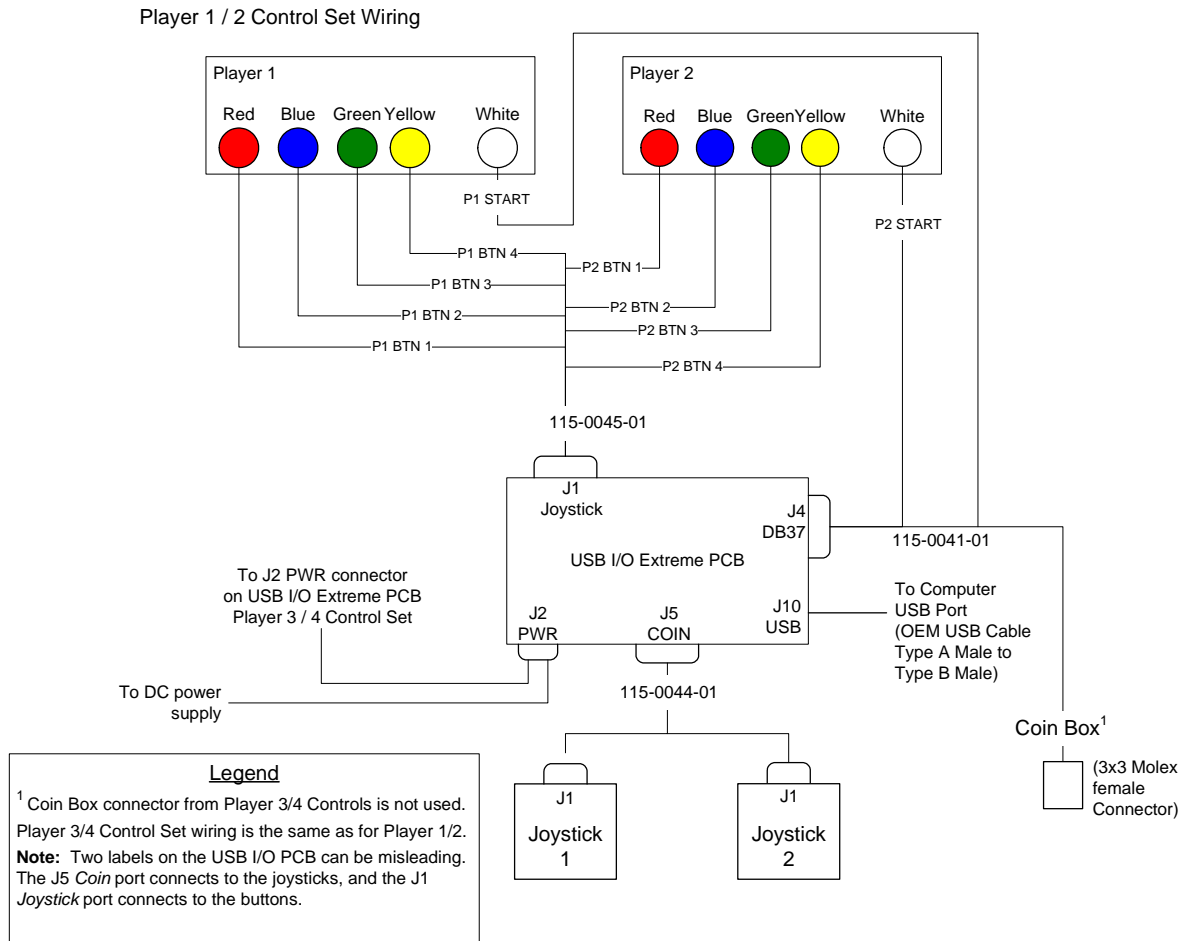 Player 1 / 2 Control Set Wiring
Player 1
Red Blue Green Yellow White
Player 2
Red Blue Green Yellow White
P1 START
P2 START
P1 BTN 4
P2 BTN 1
P1 BTN 3
P2 BTN 2
P1 BTN 2
P2 BTN 3
P1 BTN 1
P2 BTN 4
115-0045-01
J1
Joystick
J4
DB37
115-0041-01
USB I/O Extreme PCB
To J2 PWR connector
on USB I/O Extreme PCB
Player 3 / 4 Control Set
J2
PWR
J5
COIN
J10
USB
To Computer
USB Port
(OEM USB Cable
Type A Male to
Type B Male)
To DC power
supply
115-0044-01
Coin Box1
(3x3 Molex
female
Connector)
J1
Joystick
1
J1
Joystick
2
Legend
1 Coin Box connector from Player 3/4 Controls is not used.
Player 3/4 Control Set wiring is the same as for Player 1/2.
Note: Two labels on the USB I/O PCB can be misleading.
The J5 Coin port connects to the joysticks, and the J1
Joystick port connects to the buttons.